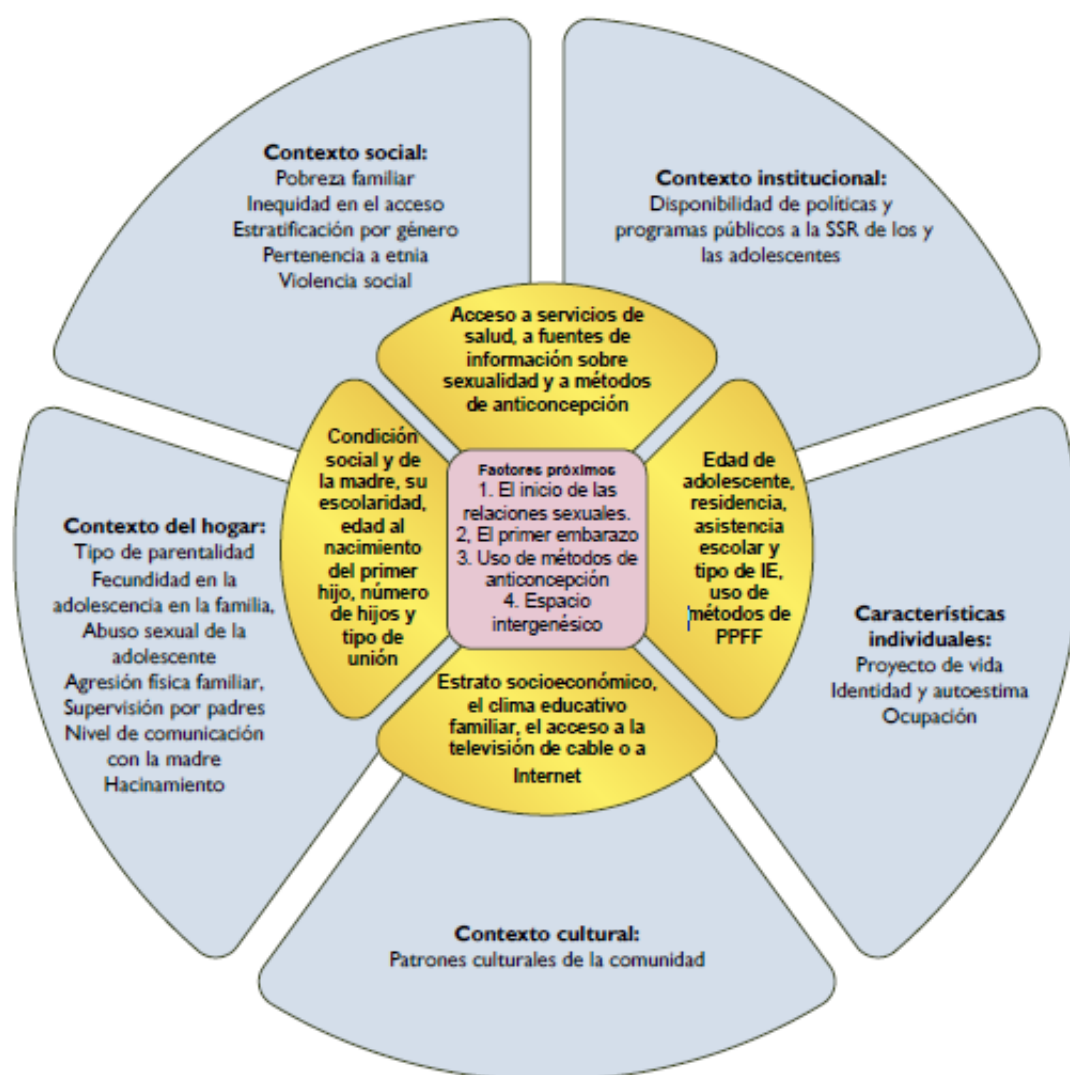 Contexto social:
Pobreza familiar
Inequidad en el acceso
Estratificación por género
Pertenencia a etnia
Violencia social
Contexto institucional:
Disponibilidad de políticas y
programas públicos a la SSR de los y
las adolescentes
Acceso a servicios de
salud, a fuentes de
información sobre
sexualidad y a métodos
de anticoncepción
Condición
social y de
la madre, su
escolaridad,
edad al
nacimiento
del primer
hijo, número
de hijos y
tipo de
unión
Factores próximos
1. El inicio de las
relaciones sexuales.
2, El primer embarazo
3. Uso de métodos de
anticoncepción
4. Espacio
intergenésico
Edad de
adolescente,
residencia,
asistencia
escolar y
tipo de IE,
uso de
métodos de
PPFF
Contexto del hogar:
Tipo de parentalidad
Fecundidad en la
adolescencia en la familia,
Abuso sexual de la
adolescente
Agresión física familiar,
Supervisión por padres
Nivel de comunicación
con la madre
Hacinamiento
Características
individuales:
Proyecto de vida
Identidad y autoestima
Ocupación
Estrato socioeconómico,
el clima educativo
familiar, el acceso a la
televisión de cable o a
Internet
Contexto cultural:
Patrones culturales de la comunidad